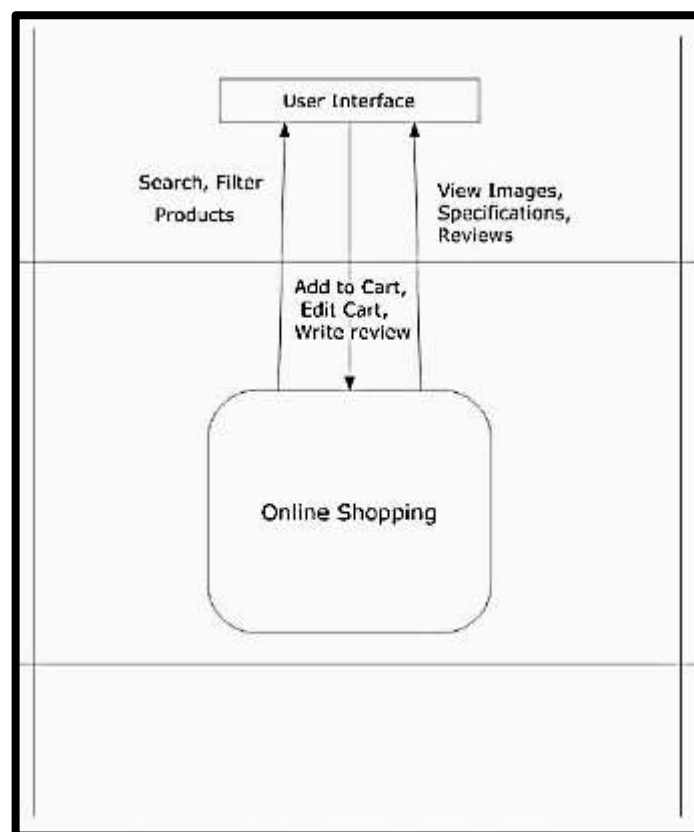 User Interface
Search, Filter
Products
View Images,
Specifications,
Reviews
Add to Cart,
Edit Cart,
Write review
Online Shopping